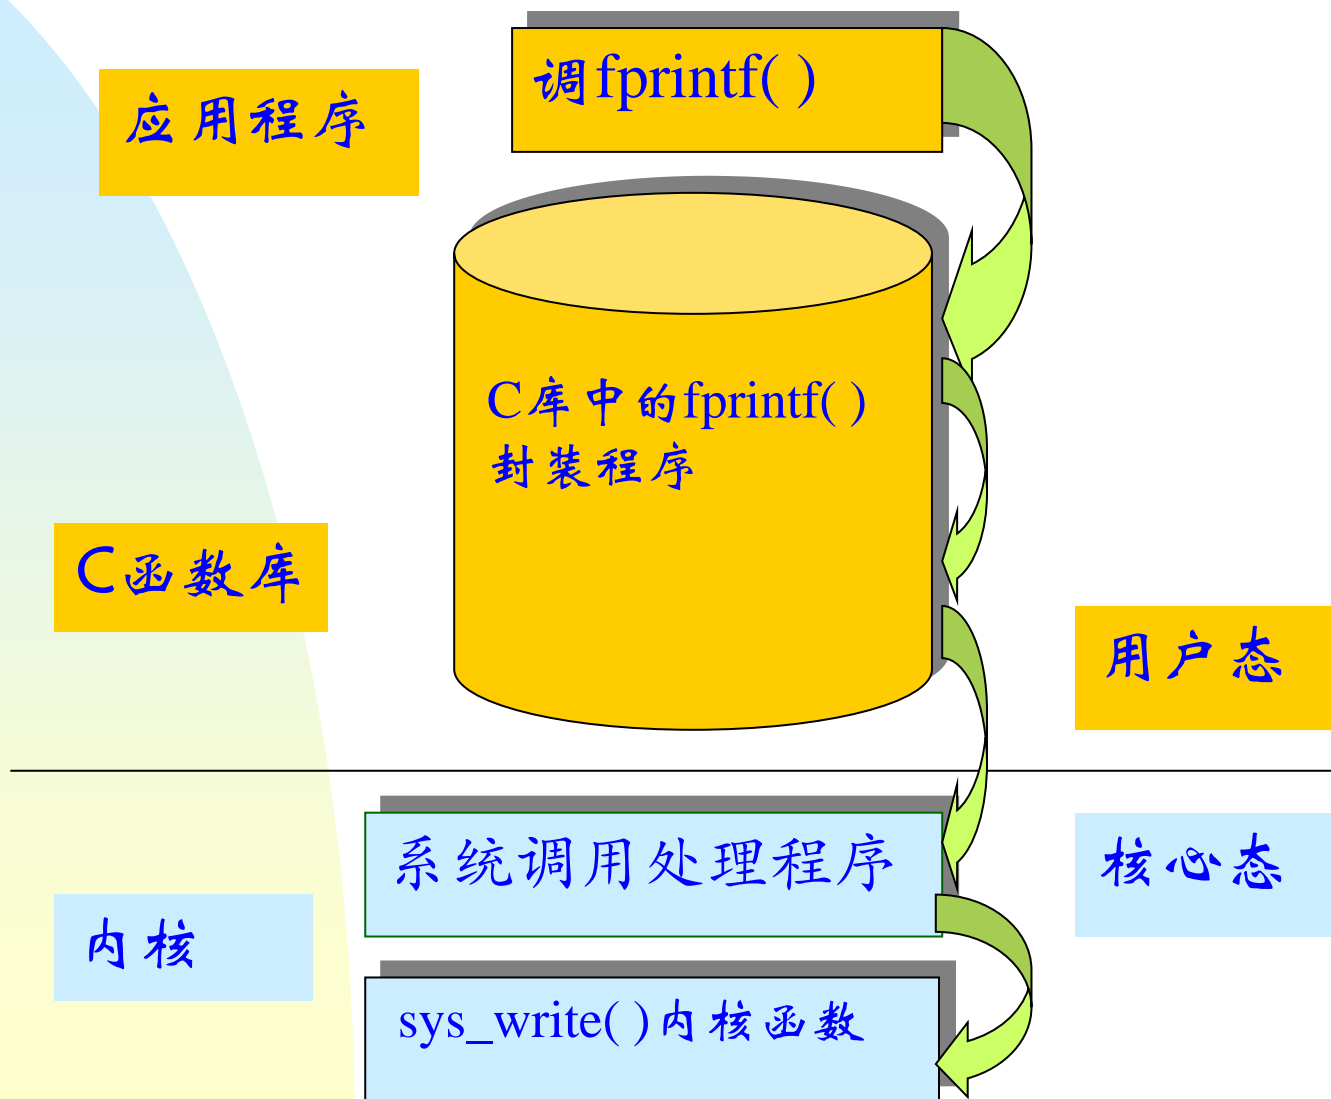 调fprintf( )
应用程序
C库中的fprintf( )
封装程序
C函数库
用户态
系统调用处理程序
核心态
内核
sys_write( )内核函数